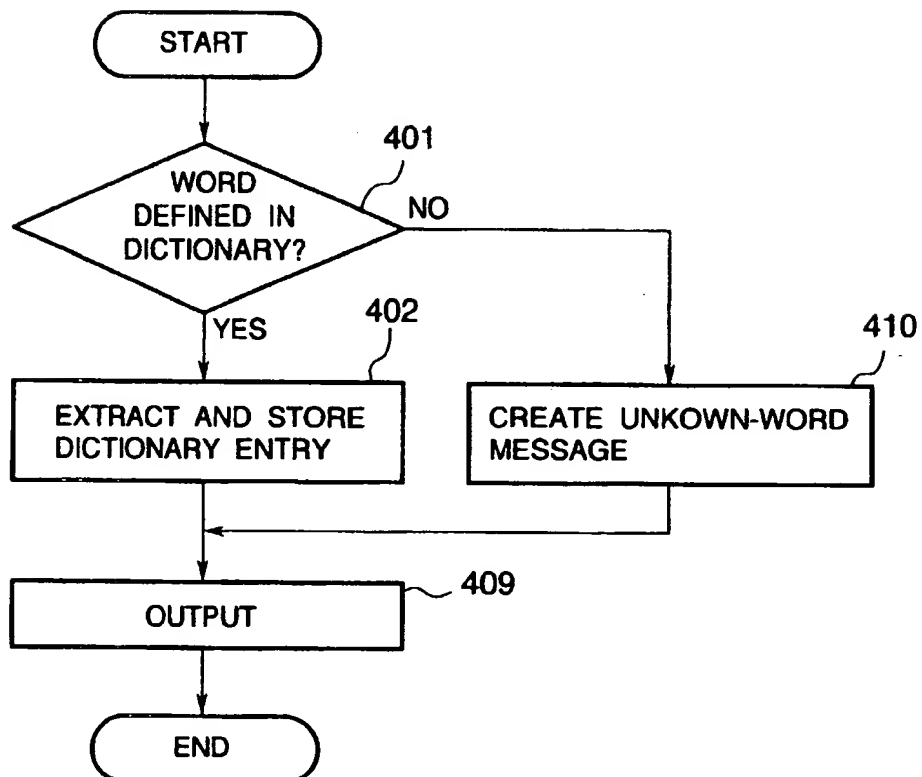 START
401
WORD
DEFINED IN
DICTIONARY?
NO
YES
402
410
EXTRACT AND STORE
DICTIONARY ENTRY
CREATE UNKOWN-WORD
MESSAGE
409
OUTPUT
END